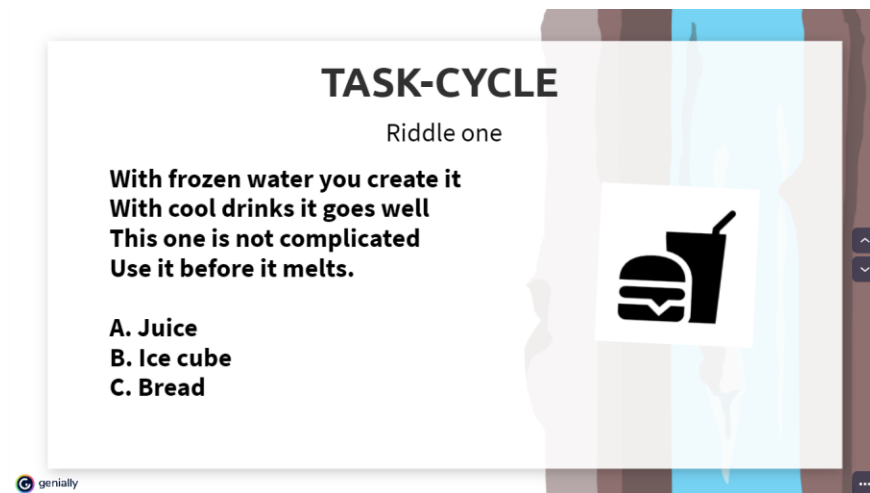 TASK-CYCLE
Riddle one
With frozen water you create it
With cool drinks it goes well
This one is not complicated
Use it before it melts.
A. Juice
B. Ice cube
C. Bread
genially